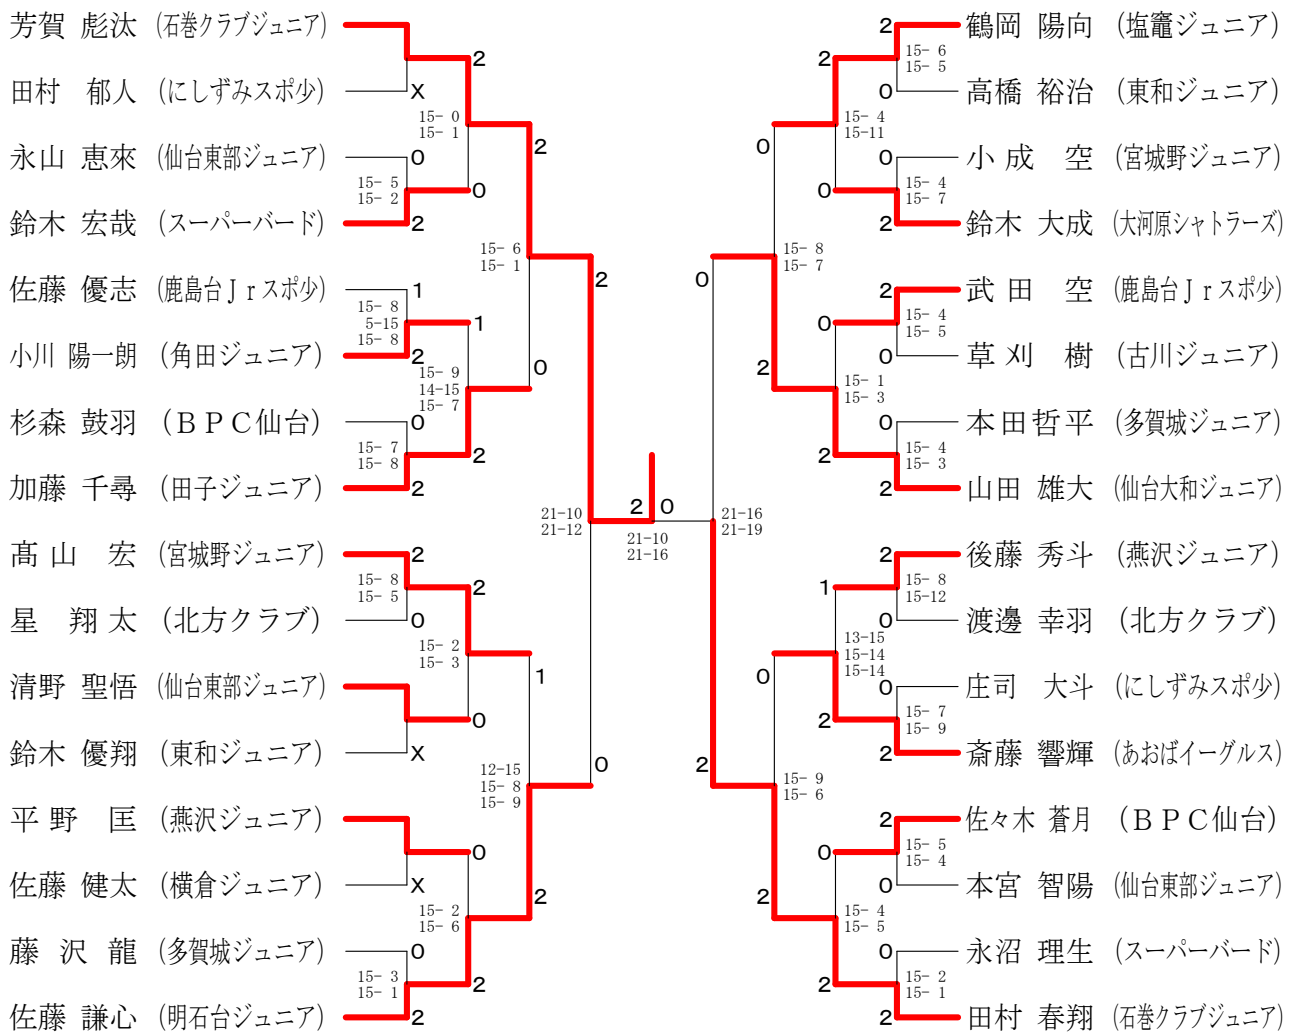 芳賀 彪汰 (石巻クラブジュニア)
2
田村 郁人 (にしずみスポ少)
X
15- 0
15- 1
2
永山 恵來 (仙台東部ジュニア)
0
15- 5
15- 2
0
鈴木 宏哉 (スーパーバード)
2
15- 6
15- 1
2
佐藤 優志 (鹿島台Ｊｒスポ少)
1
15- 8
5-15
15- 8
1
小川 陽一朗 (角田ジュニア)
2
15- 9
14-15
15- 7
0
杉森 鼓羽 (ＢＰＣ仙台)
0
15- 7
15- 8
2
加藤 千尋 (田子ジュニア)
2
21-10
21-12
髙山 宏 (宮城野ジュニア)
2
15- 8
15- 5
2
星 翔太 (北方クラブ)
0
15- 2
15- 3
1
清野 聖悟 (仙台東部ジュニア)
0
鈴木 優翔 (東和ジュニア)
X
12-15
15- 8
15- 9
0
平野 匡 (燕沢ジュニア)
0
佐藤 健太 (横倉ジュニア)
X
15- 2
15- 6
2
藤沢 龍 (多賀城ジュニア)
0
15- 3
15- 1
2
佐藤 謙心 (明石台ジュニア)
2
2 0
21-10
21-16
2 鶴岡 陽向 (塩竈ジュニア)
15- 6
15- 5
2
0 高橋 裕治 (東和ジュニア)
15- 4
15-11
0
0 小成 空 (宮城野ジュニア)
15- 4
15- 7
0
2 鈴木 大成 (大河原シャトラーズ)
15- 8
15- 7
0
2 武田 空 (鹿島台Ｊｒスポ少)
15- 4
15- 5
0
0 草刈 樹 (古川ジュニア)
15- 1
15- 3
2
0 本田哲平 (多賀城ジュニア)
15- 4
15- 3
2
2 山田 雄大 (仙台大和ジュニア)
21-16
21-19
2 後藤 秀斗 (燕沢ジュニア)
15- 8
15-12
1
0 渡邊 幸羽 (北方クラブ)
13-15
15-14
15-14
0
0 庄司 大斗 (にしずみスポ少)
15- 7
15- 9
2
2 斎藤 響輝 (あおばイーグルス)
15- 9
15- 6
2
2 佐々木 蒼月 (ＢＰＣ仙台)
15- 5
15- 4
0
0 本宮 智陽 (仙台東部ジュニア)
15- 4
15- 5
2
0 永沼 理生 (スーパーバード)
15- 2
15- 1
2
2 田村 春翔 (石巻クラブジュニア)